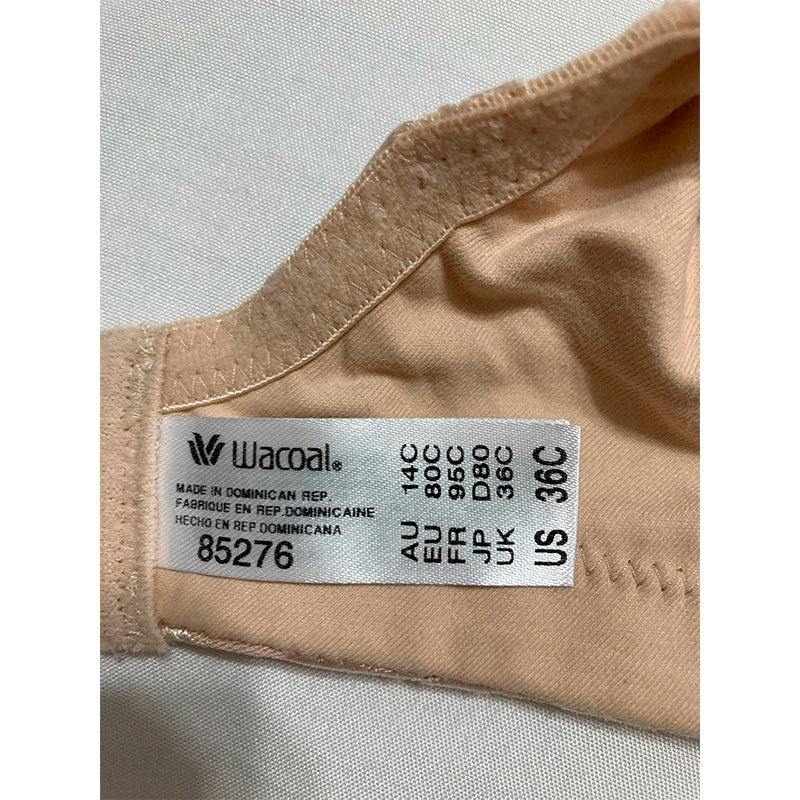 Wacoal®
MADE IN DOMINICAN REP.
FABRIQUE EN REP.DOMINICAINE
HECHO EN REP.DOMINICANA
85276
AU 14C
EU 80C
FR 95C
JP D80
UK 36C
US 36C